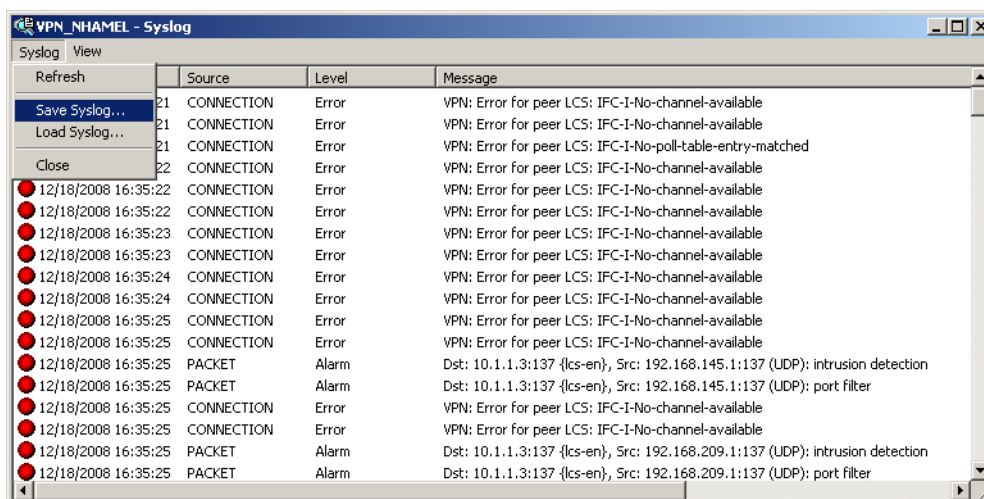 VPN_NHAMEL - Syslog
Syslog View
Refresh
Save Syslog...
Load Syslog...
Close
Source Level Message
21 CONNECTION Error VPN: Error for peer LCS: IFC-I-No-channel-available
21 CONNECTION Error VPN: Error for peer LCS: IFC-I-No-channel-available
21 CONNECTION Error VPN: Error for peer LCS: IFC-I-No-poll-table-entry-matched
22 CONNECTION Error VPN: Error for peer LCS: IFC-I-No-channel-available
12/18/2008 16:35:22 CONNECTION Error VPN: Error for peer LCS: IFC-I-No-channel-available
12/18/2008 16:35:22 CONNECTION Error VPN: Error for peer LCS: IFC-I-No-channel-available
12/18/2008 16:35:23 CONNECTION Error VPN: Error for peer LCS: IFC-I-No-channel-available
12/18/2008 16:35:23 CONNECTION Error VPN: Error for peer LCS: IFC-I-No-channel-available
12/18/2008 16:35:24 CONNECTION Error VPN: Error for peer LCS: IFC-I-No-channel-available
12/18/2008 16:35:24 CONNECTION Error VPN: Error for peer LCS: IFC-I-No-channel-available
12/18/2008 16:35:25 CONNECTION Error VPN: Error for peer LCS: IFC-I-No-channel-available
12/18/2008 16:35:25 CONNECTION Error VPN: Error for peer LCS: IFC-I-No-channel-available
12/18/2008 16:35:25 PACKET Alarm Dst: 10.1.1.3:137 {lcs-en}, Src: 192.168.145.1:137 (UDP): intrusion detection
12/18/2008 16:35:25 PACKET Alarm Dst: 10.1.1.3:137 {lcs-en}, Src: 192.168.145.1:137 (UDP): port filter
12/18/2008 16:35:25 CONNECTION Error VPN: Error for peer LCS: IFC-I-No-channel-available
12/18/2008 16:35:25 CONNECTION Error VPN: Error for peer LCS: IFC-I-No-channel-available
12/18/2008 16:35:25 PACKET Alarm Dst: 10.1.1.3:137 {lcs-en}, Src: 192.168.209.1:137 (UDP): intrusion detection
12/18/2008 16:35:25 PACKET Alarm Dst: 10.1.1.3:137 {lcs-en}, Src: 192.168.209.1:137 (UDP): port filter